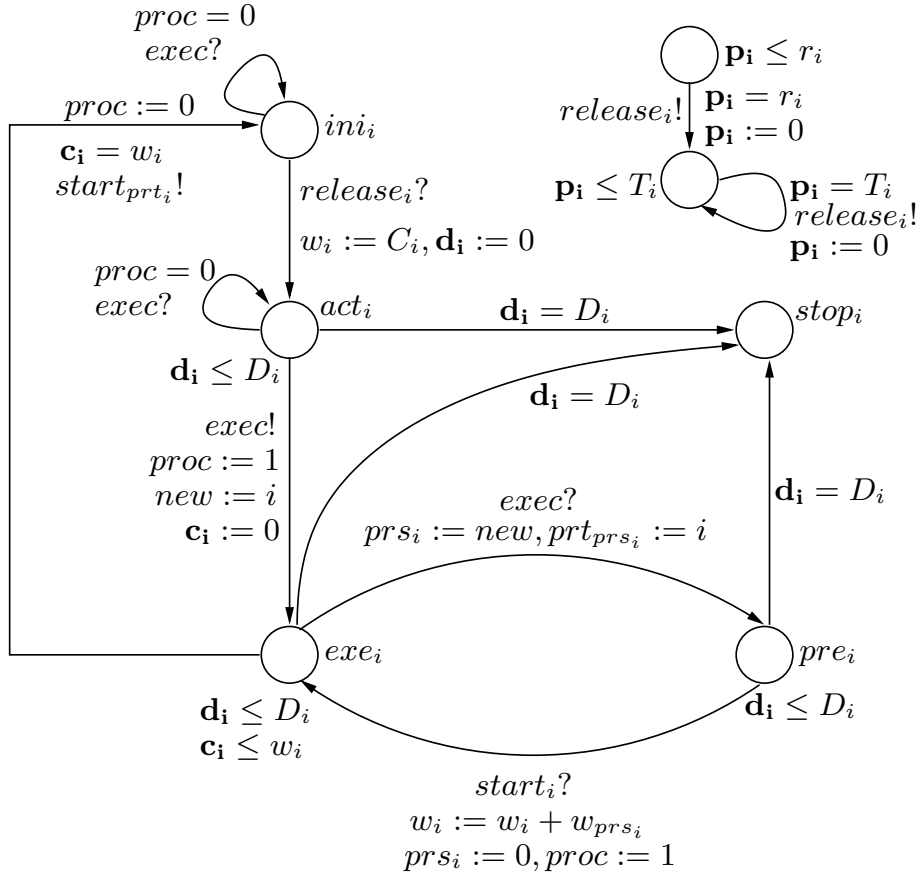 proc = 0
exec?
proc := 0
ini_i
c_i = w_i
start_{prt_i}!
release_i?
w_i := C_i, d_i := 0
p_i ≤ r_i
release_i!
p_i = r_i
p_i := 0
p_i ≤ T_i
p_i = T_i
release_i!
p_i := 0
proc = 0
exec?
act_i
d_i = D_i
stop_i
d_i ≤ D_i
d_i = D_i
exec!
proc := 1
new := i
c_i := 0
d_i = D_i
exec?
prs_i := new, prt_{prs_i} := i
exe_i
pre_i
d_i ≤ D_i
c_i ≤ w_i
d_i ≤ D_i
start_i?
w_i := w_i + w_{prs_i}
prs_i := 0, proc := 1